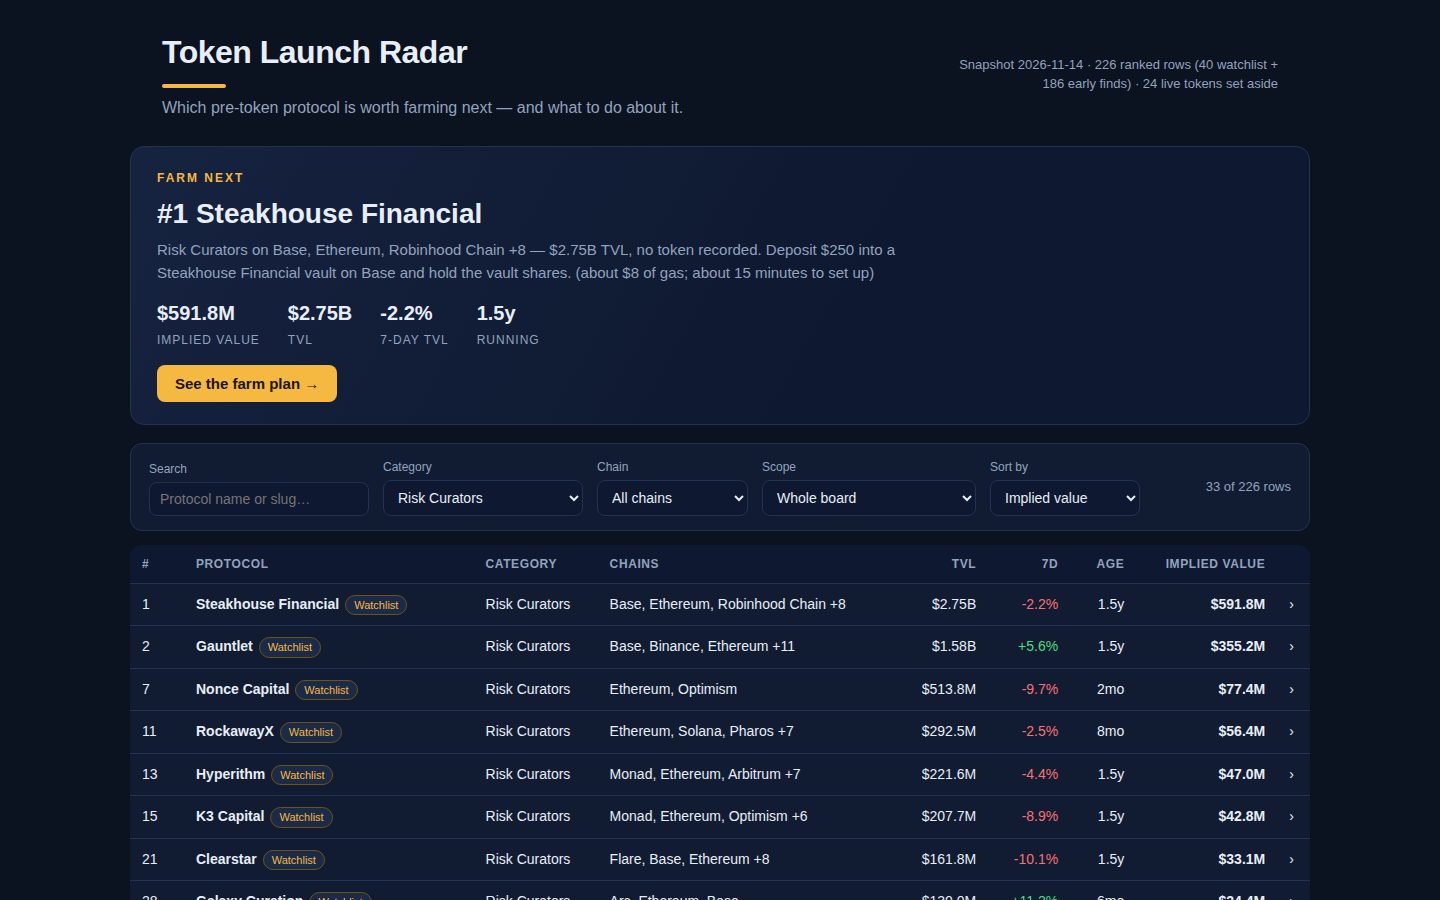 Token Launch Radar
Snapshot 2026-11-14 · 226 ranked rows (40 watchlist +
186 early finds) · 24 live tokens set aside
Which pre-token protocol is worth farming next — and what to do about it.
FARM NEXT
#1 Steakhouse Financial
Risk Curators on Base, Ethereum, Robinhood Chain +8 — $2.75B TVL, no token recorded. Deposit $250 into a
Steakhouse Financial vault on Base and hold the vault shares. (about $8 of gas; about 15 minutes to set up)
$591.8M $2.75B -2.2% 1.5y
IMPLIED VALUE TVL 7-DAY TVL RUNNING
See the farm plan →
Search Category Chain Scope Sort by
Protocol name or slug… Risk Curators All chains Whole board Implied value 33 of 226 rows
# PROTOCOL CATEGORY CHAINS TVL 7D AGE IMPLIED VALUE
1 Steakhouse Financial Watchlist Risk Curators Base, Ethereum, Robinhood Chain +8 $2.75B -2.2% 1.5y $591.8M ›
2 Gauntlet Watchlist Risk Curators Base, Binance, Ethereum +11 $1.58B +5.6% 1.5y $355.2M ›
7 Nonce Capital Watchlist Risk Curators Ethereum, Optimism $513.8M -9.7% 2mo $77.4M ›
11 RockawayX Watchlist Risk Curators Ethereum, Solana, Pharos +7 $292.5M -2.5% 8mo $56.4M ›
13 Hyperithm Watchlist Risk Curators Monad, Ethereum, Arbitrum +7 $221.6M -4.4% 1.5y $47.0M ›
15 K3 Capital Watchlist Risk Curators Monad, Ethereum, Optimism +6 $207.7M -8.9% 1.5y $42.8M ›
21 Clearstar Watchlist Risk Curators Flare, Base, Ethereum +8 $161.8M -10.1% 1.5y $33.1M ›